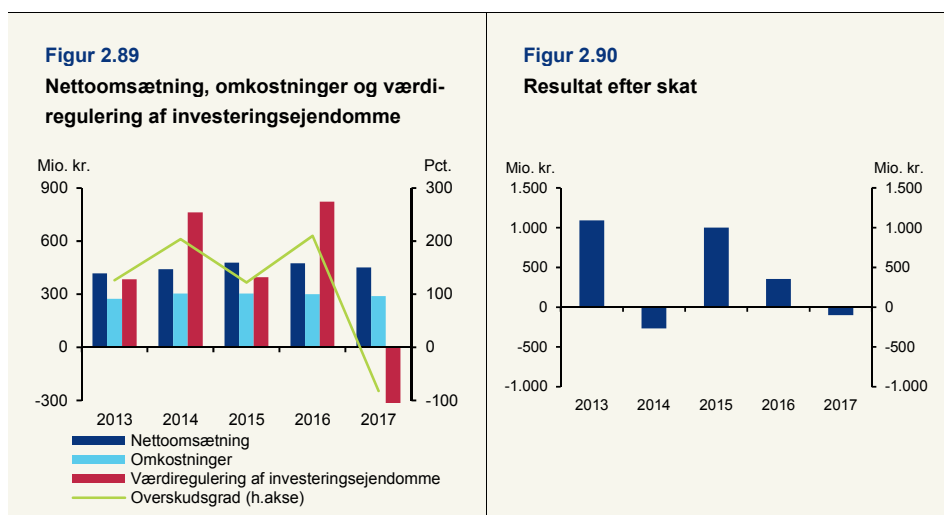 Figur 2.89
Nettoomsætning, omkostninger og værdi-
regulering af investeringsejendomme
Mio. kr. Pct.
900 300
600 200
300 100
0 0
-300 -100
2013 2014 2015 2016 2017
Nettoomsætning
Omkostninger
Værdiregulering af investeringsejendomme
Overskudsgrad (h.akse)
Figur 2.90
Resultat efter skat
Mio. kr. Mio. kr.
1.500 1.500
1.000 1.000
500 500
0 0
-500 -500
-1.000 -1.000
2013 2014 2015 2016 2017